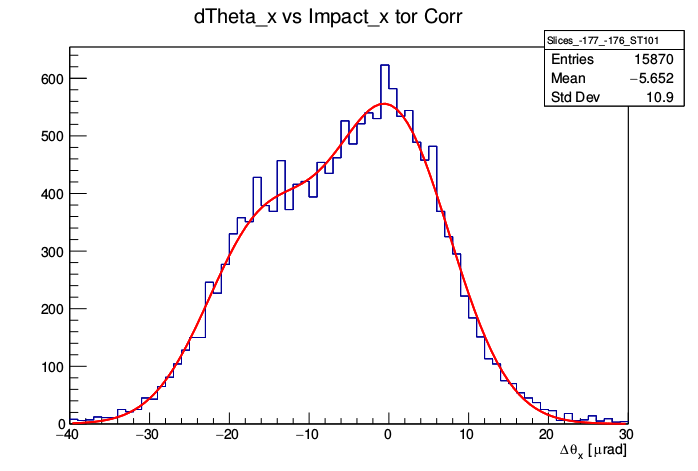 dTheta_x vs Impact_x tor Corr
Slices_-177_-176_ST101
Entries 15870
Mean −5.652
Std Dev 10.9
600
500
400
300
200
100
0
−40 −30 −20 −10 0 10 20 30
Δθx [μrad]